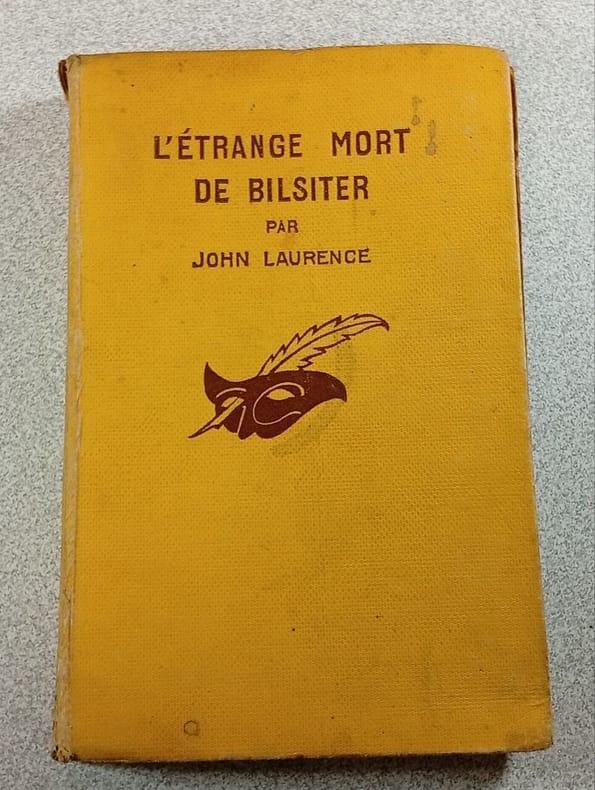 L'ÉTRANGE MORT
DE BILSITER
PAR
JOHN LAURENCE